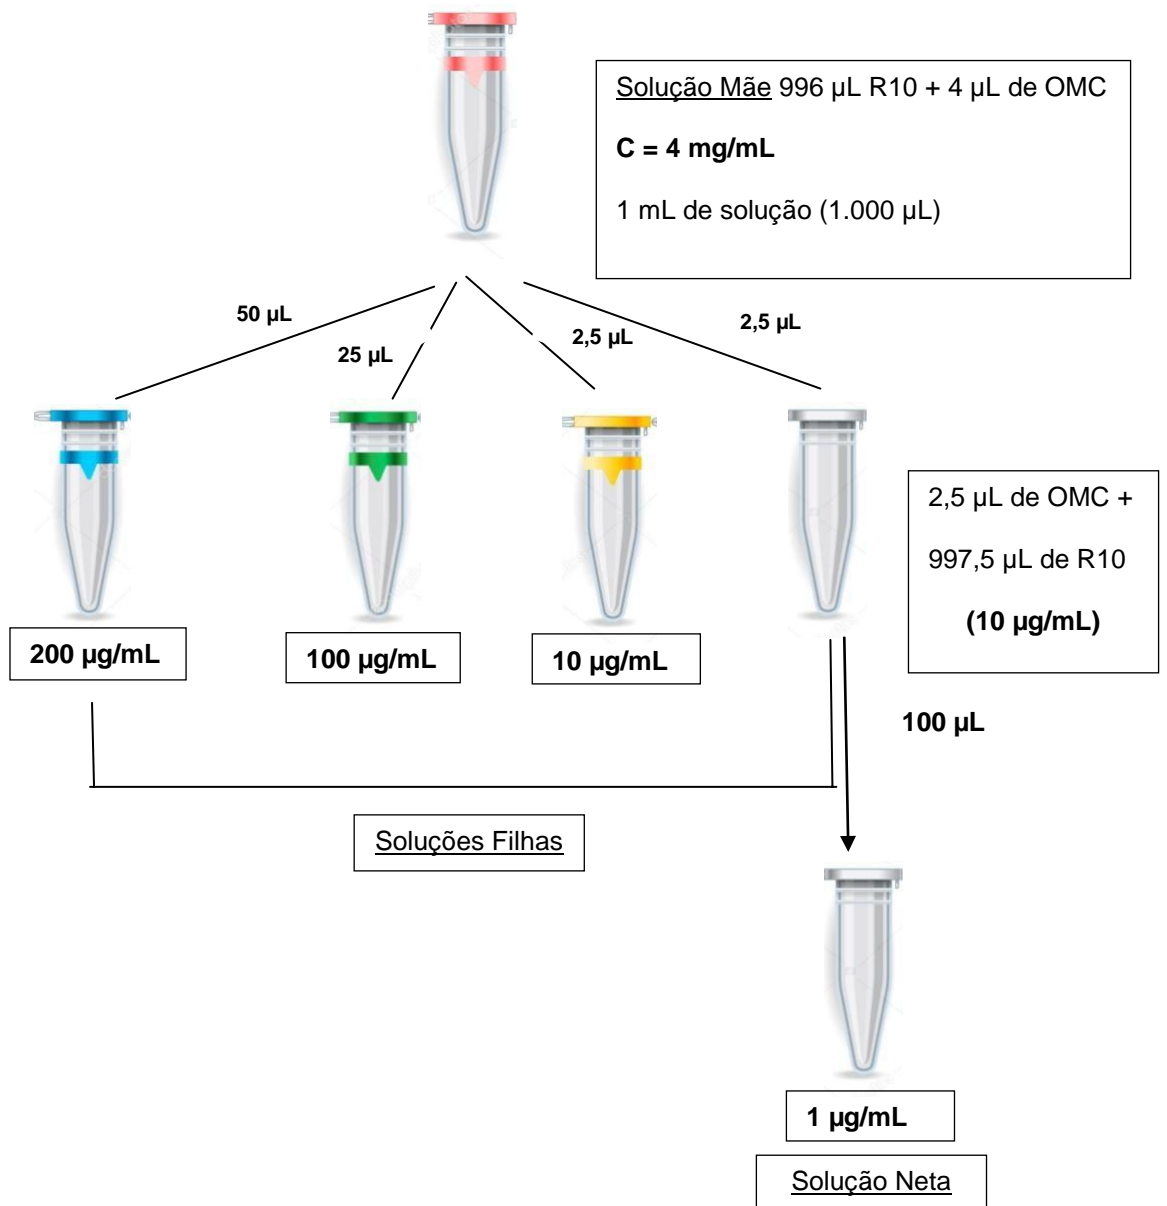 Solução Mãe 996 µL R10 + 4 µL de OMC
C = 4 mg/mL
1 mL de solução (1.000 µL)
50 µL
25 µL
2,5 µL
2,5 µL
200 µg/mL
100 µg/mL
10 µg/mL
2,5 µL de OMC +
997,5 µL de R10
(10 µg/mL)
100 µL
Soluções Filhas
1 µg/mL
Solução Neta